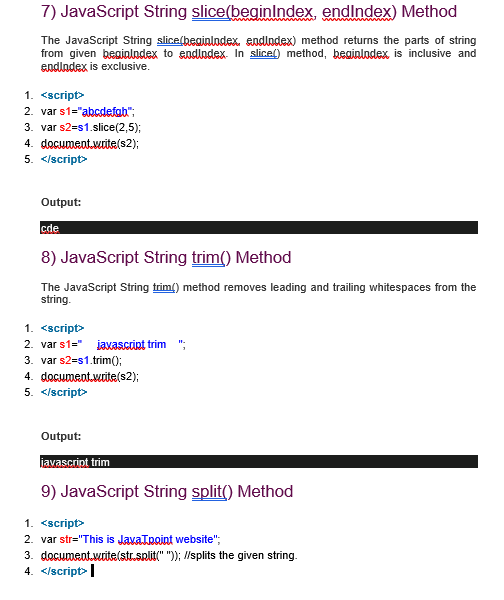 7) JavaScript String slice(beginIndex, endIndex) Method
The JavaScript String slice(beginIndex, endIndex) method returns the parts of string
from given beginIndex to endIndex. In slice() method, beginIndex is inclusive and
endIndex is exclusive.
1. <script>
2. var s1="abcdefgh";
3. var s2=s1.slice(2,5);
4. document.write(s2);
5. </script>
Output:
cde
8) JavaScript String trim() Method
The JavaScript String trim() method removes leading and trailing whitespaces from the
string.
1. <script>
2. var s1="     javascript trim    ";
3. var s2=s1.trim();
4. document.write(s2);
5. </script>
Output:
javascript trim
9) JavaScript String split() Method
1. <script>
2. var str="This is JavaTpoint website";
3. document.write(str.split(" ")); //splits the given string.
4. </script>